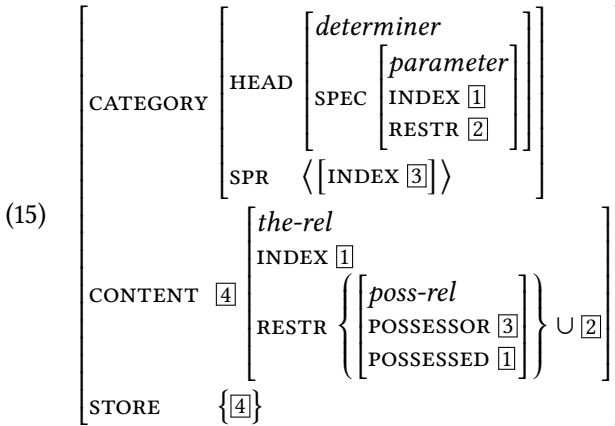 determiner
parameter
HEAD
SPEC
INDEX 1
CATEGORY
RESTR 2
SPR ⟨[INDEX 3]⟩
(15)
the-rel
INDEX 1
CONTENT 4
poss-rel
RESTR { POSSESSOR 3 } ∪ 2
POSSESSED 1
STORE {4}